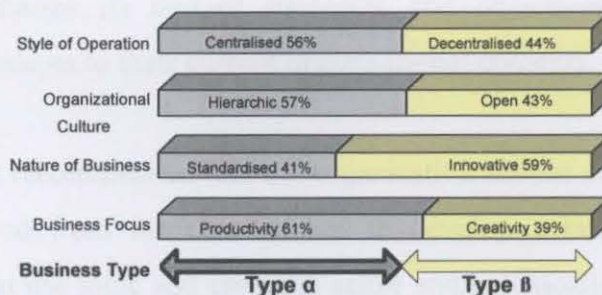 Style of Operation Centralised 56% Decentralised 44%
Organizational
Culture Hierarchic 57% Open 43%
Nature of Business Standardised 41% Innovative 59%
Business Focus Productivity 61% Creativity 39%
Business Type Type α Type ß